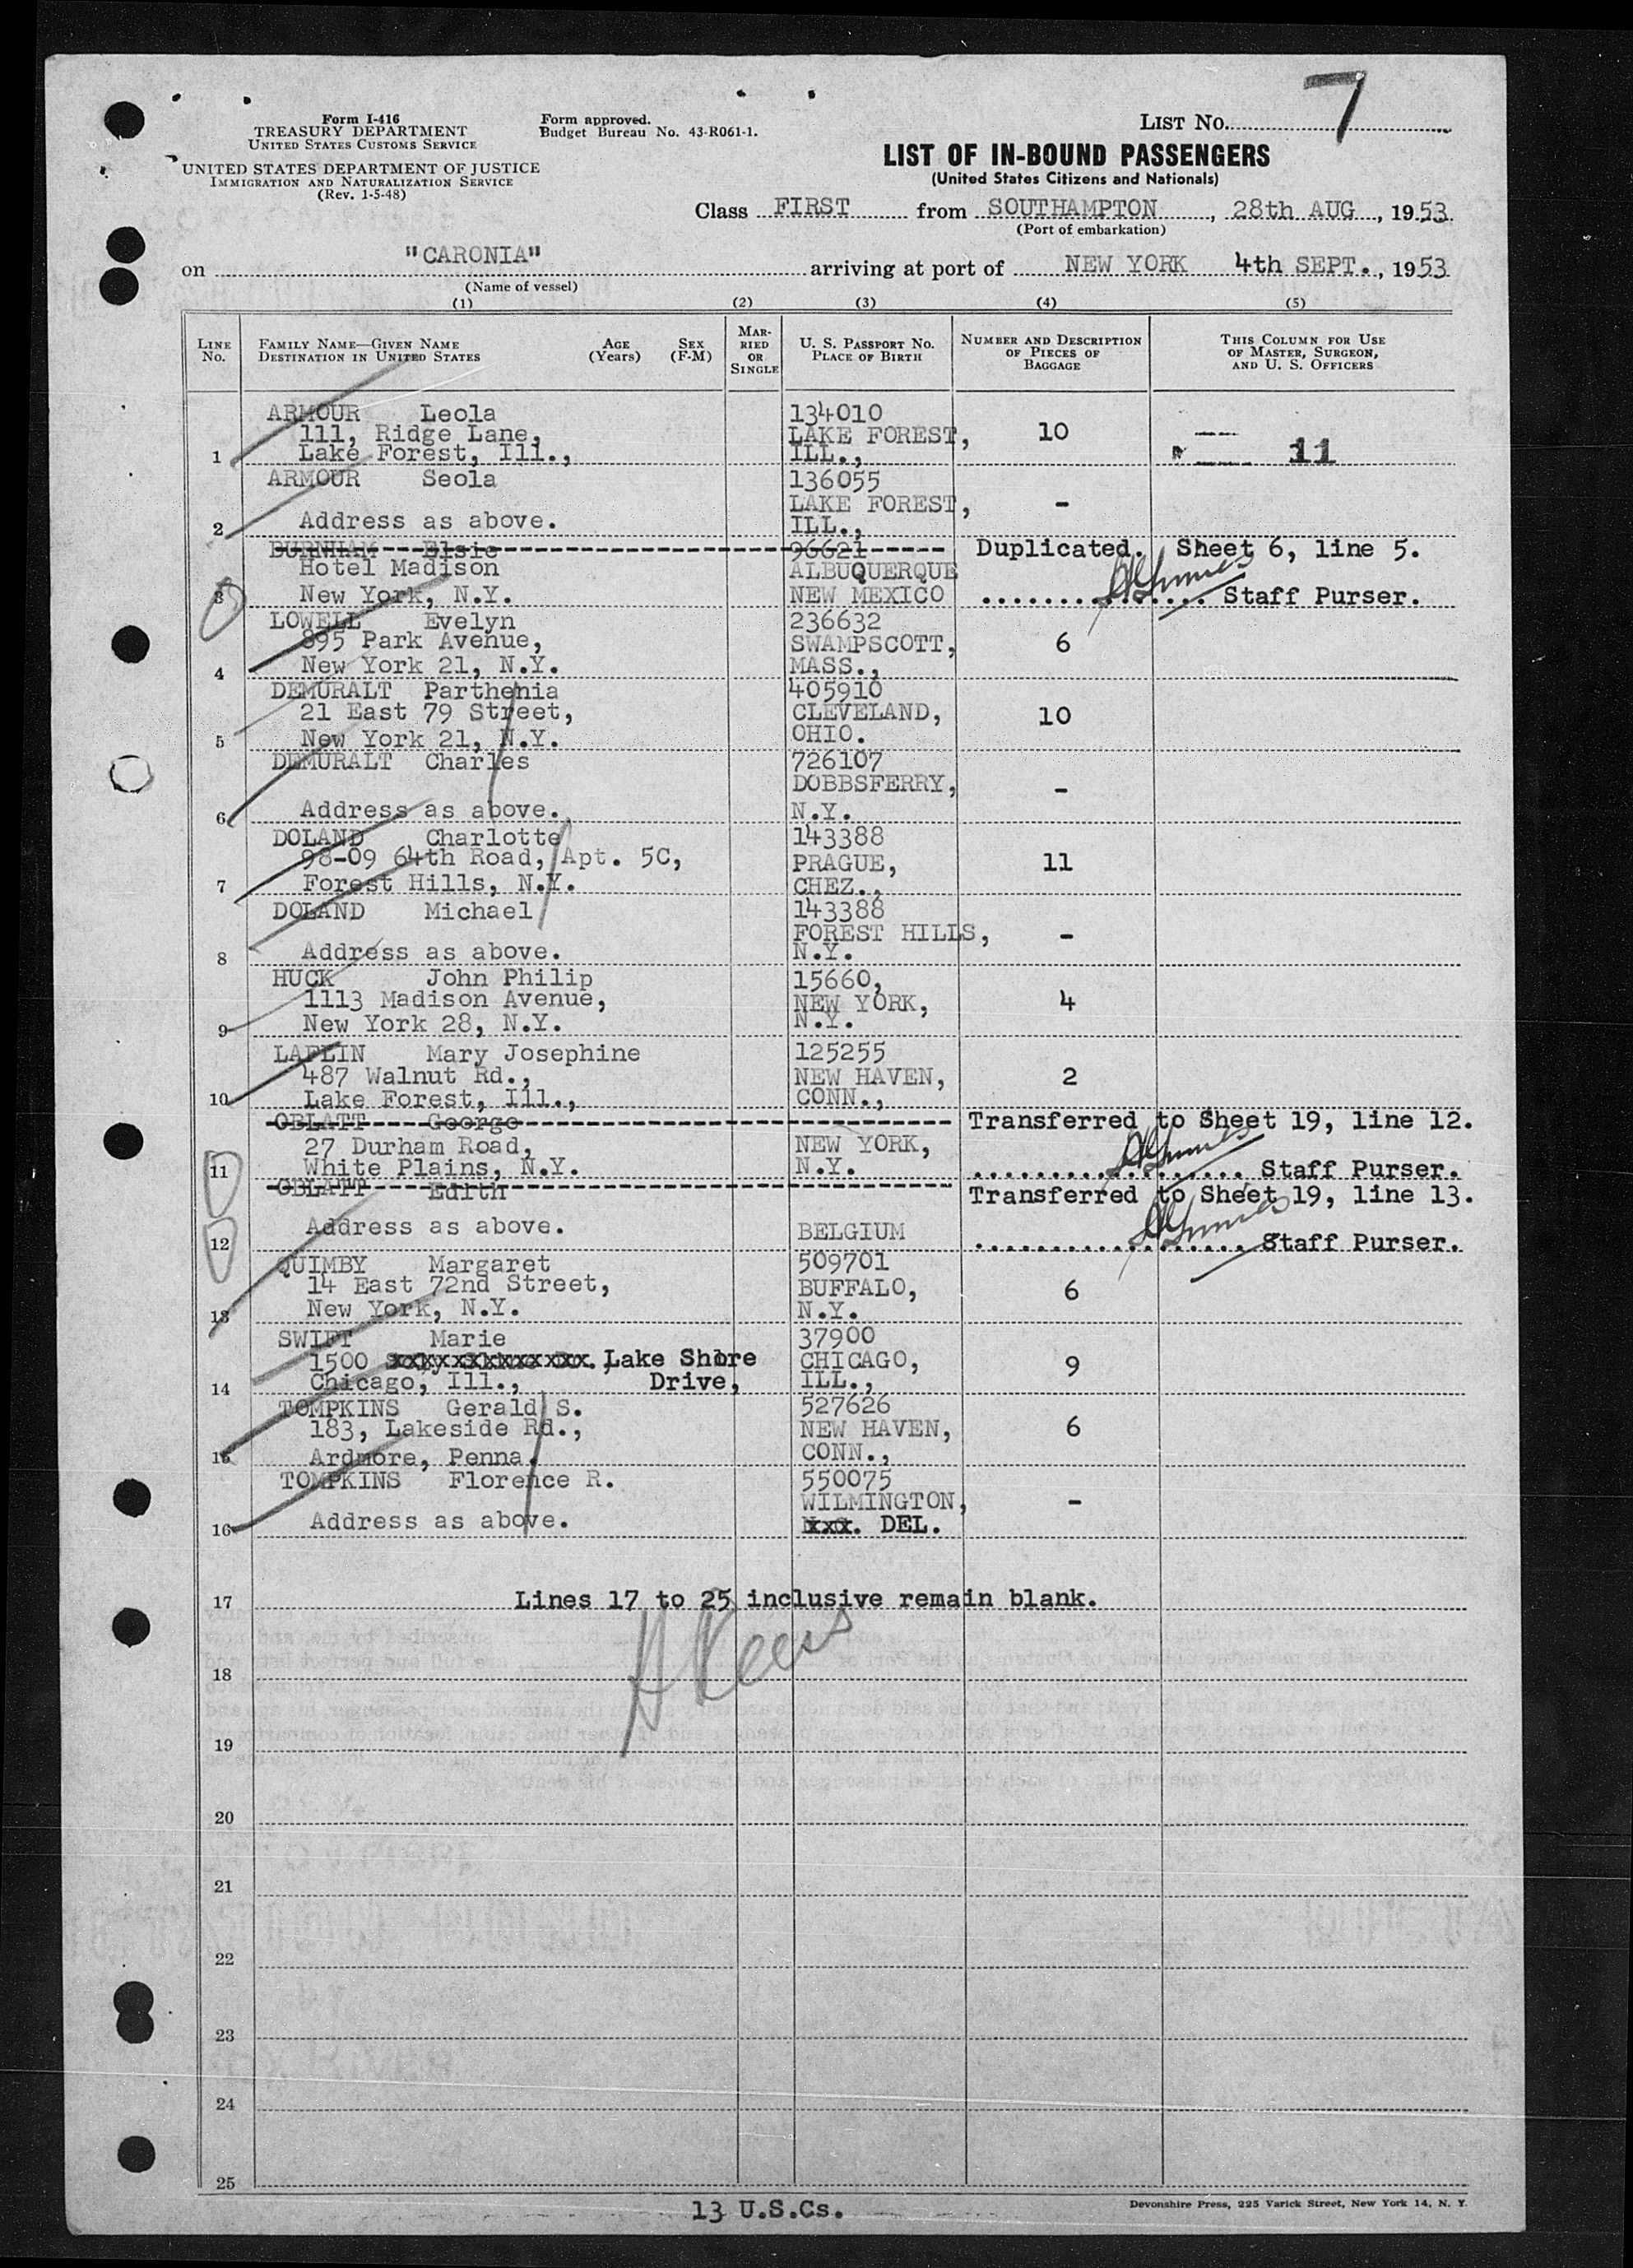 7
Form I-416
TREASURY DEPARTMENT
UNITED STATES CUSTOMS SERVICE
UNITED STATES DEPARTMENT OF JUSTICE
IMMIGRATION AND NATURALIZATION SERVICE
(Rev. 1-5-48)
Form approved.
Budget Bureau No. 43-R061-1.
LIST NO.
LIST OF IN-BOUND PASSENGERS
(United States Citizens and Nationals)
Class FIRST from SOUTHAMPTON, 28th AUG, 1953
(Port of embarkation)
on "CARONIA" arriving at port of NEW YORK 4th SEPT., 1953
(Name of vessel)
(1) (2) (3) (4) (5)
LINE No. FAMILY NAME—GIVEN NAME DESTINATION IN UNITED STATES AGE (Years) SEX (F-M) MARRIED OR SINGLE U. S. PASSPORT NO. PLACE OF BIRTH NUMBER AND DESCRIPTION OF PIECES OF BAGGAGE THIS COLUMN FOR USE OF MASTER, SURGEON, AND U. S. OFFICERS
ARMOUR Leola 134010
111, Ridge Lane, LAKE FOREST, 10
1 Lake Forest, Ill., ILL., 11
ARMOUR Seola 136055
LAKE FOREST, -
2 Address as above. ILL.,
DURNHAM Elsie 96621 Duplicated. Sheet 6, line 5.
Hotel Madison ALBUQUERQUE
3 New York, N.Y. NEW MEXICO Staff Purser.
LOWELL Evelyn 236632
895 Park Avenue, SWAMPSCOTT, 6
4 New York 21, N.Y. MASS.,
DEMURALT Parthenia 405910
21 East 79 Street, CLEVELAND, 10
5 New York 21, N.Y. OHIO.
DEMURALT Charles 726107
DOBBSFERRY, -
6 Address as above. N.Y.
DOLAND Charlotte 143388
98-09 64th Road, Apt. 5C, PRAGUE, 11
7 Forest Hills, N.Y. CHEZ.,
DOLAND Michael 143388
FOREST HILLS, -
8 Address as above. N.Y.
HUCK John Philip 15660,
1113 Madison Avenue, NEW YORK, 4
9 New York 28, N.Y. N.Y.
LAFLIN Mary Josephine 125255
487 Walnut Rd., NEW HAVEN, 2
10 Lake Forest, Ill., CONN.,
OBLATT George Transferred to Sheet 19, line 12.
27 Durham Road, NEW YORK,
11 White Plains, N.Y. N.Y. Staff Purser.
OBLATT Edith Transferred to Sheet 19, line 13.
Address as above. BELGIUM
12 Staff Purser.
QUIMBY Margaret 509701
14 East 72nd Street, BUFFALO, 6
13 New York, N.Y. N.Y.
SWIFT Marie 37900
1500 xxxxxxxxxxxxx. Lake Shore CHICAGO, 9
14 Chicago, Ill., Drive, ILL.,
TOMPKINS Gerald S. 527626
183, Lakeside Rd., NEW HAVEN, 6
15 Ardmore, Penna. CONN.,
TOMPKINS Florence R. 550075
WILMINGTON, -
16 Address as above. xxx. DEL.
17 Lines 17 to 25 inclusive remain blank.
18
19
20
21
22
23
24
25
13 U.S.Cs.
Devonshire Press, 225 Varick Street, New York 14, N. Y.